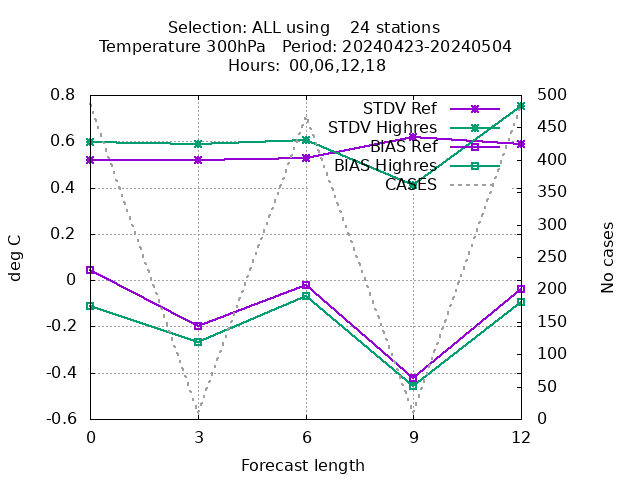 Selection: ALL using 24 stations
Temperature 300hPa Period: 20240423-20240504
Hours: 00,06,12,18
0.8
0.6
0.4
0.2
0
-0.2
-0.4
-0.6
deg C
STDV Ref
STDV Highres
BIAS Ref
BIAS Highres
CASES
500
450
400
350
300
250
200
150
100
50
0
No cases
0 3 6 9 12
Forecast length